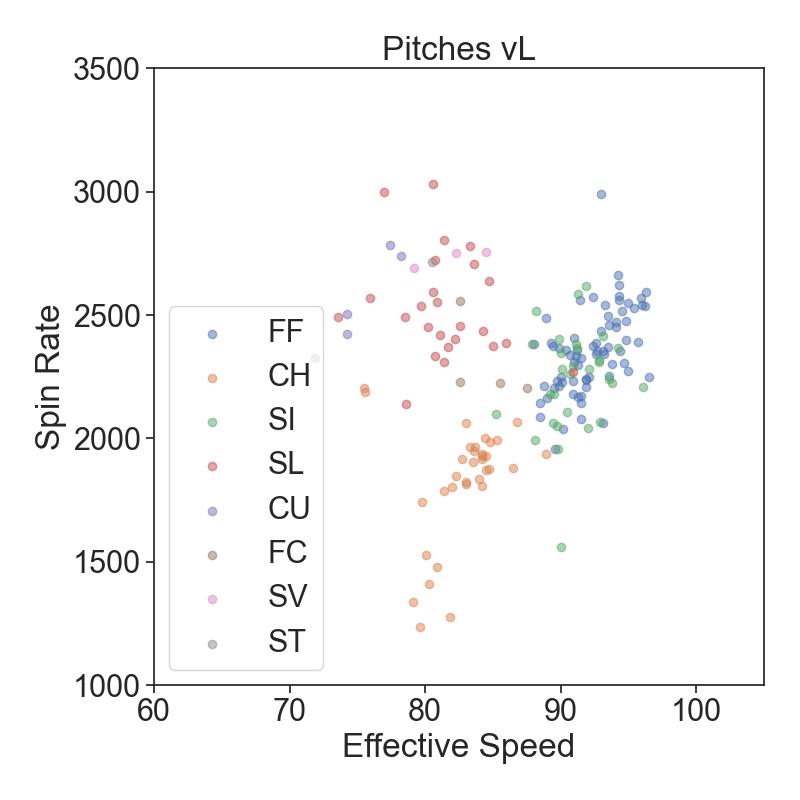 Pitches vL
3500
3000
2500
2000
1500
1000
Spin Rate
FF
CH
SI
SL
CU
FC
SV
ST
60 70 80 90 100
Effective Speed